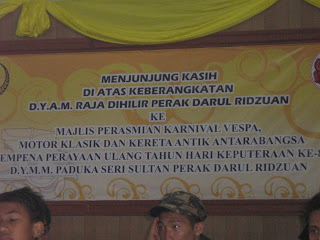 MENJUNJUNG KASIH
DI ATAS KEBERANGKATAN
D.Y.A.M. RAJA DIHILIR PERAK DARUL RIDZUAN
KE
MAJLIS PERASMIAN KARNIVAL VESPA,
MOTOR KLASIK DAN KERETA ANTIK ANTARABANGSA
EMPENA PERAYAAN ULANG TAHUN HARI KEPUTERAAN KE-8
D.Y.M.M. PADUKA SERI SULTAN PERAK DARUL RIDZUAN